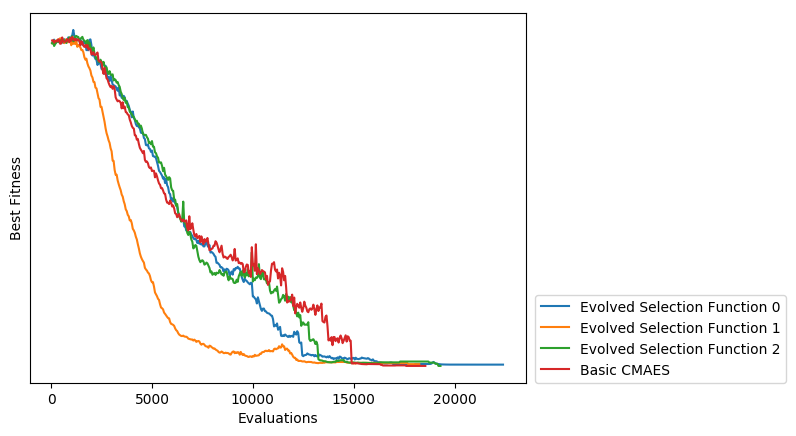 Best Fitness
0
5000
10000
15000
20000
Evaluations
Evolved Selection Function 0
Evolved Selection Function 1
Evolved Selection Function 2
Basic CMAES